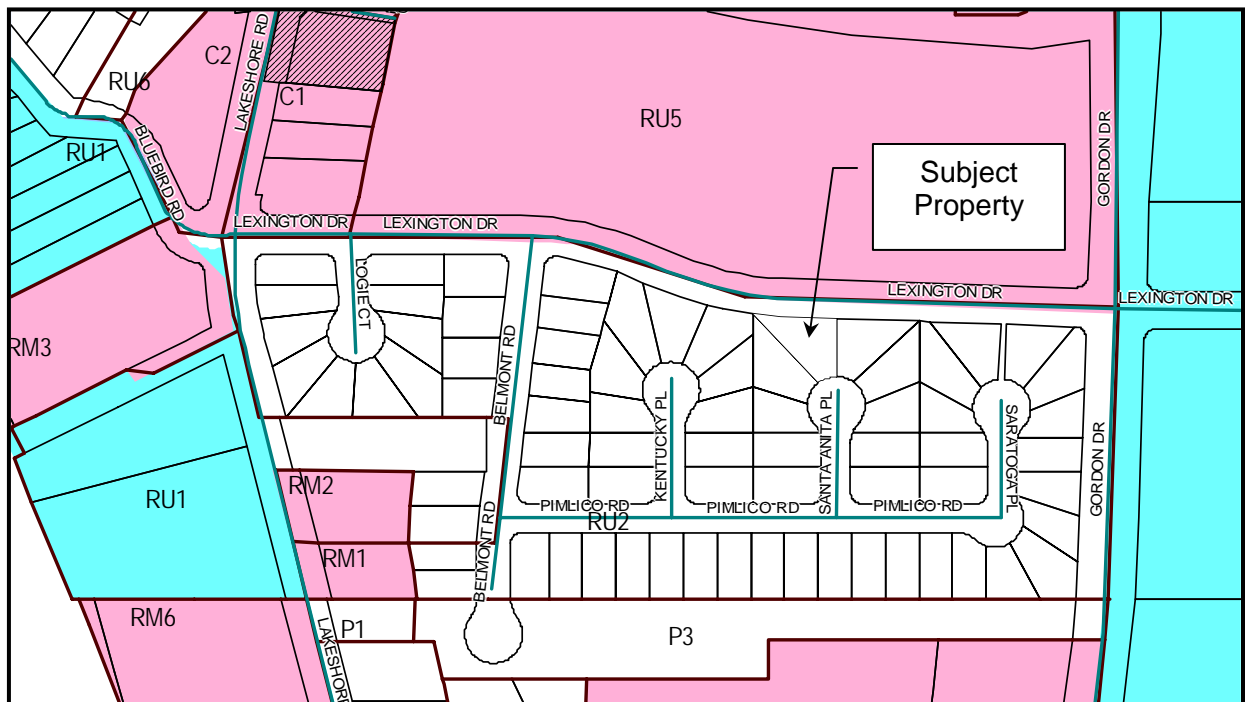 C2
LAKESHORE RD
RU6
C1
RU5
GORDON DR
BLUEBIRD RD
RU1
Subject
Property
LEXINGTON DR
LEXINGTON DR
LOGIE CT
LEXINGTON DR
LEXINGTON DR
RM3
BELMONT RD
KENTUCKY PL
SANTA ANITA PL
SARATOGA PL
GORDON DR
RU1
RM2
PIMLICO RD
PIMLICO RD
PIMLICO RD
RU2
BELMONT RD
RM1
RM6
LAKESHORE
P1
P3